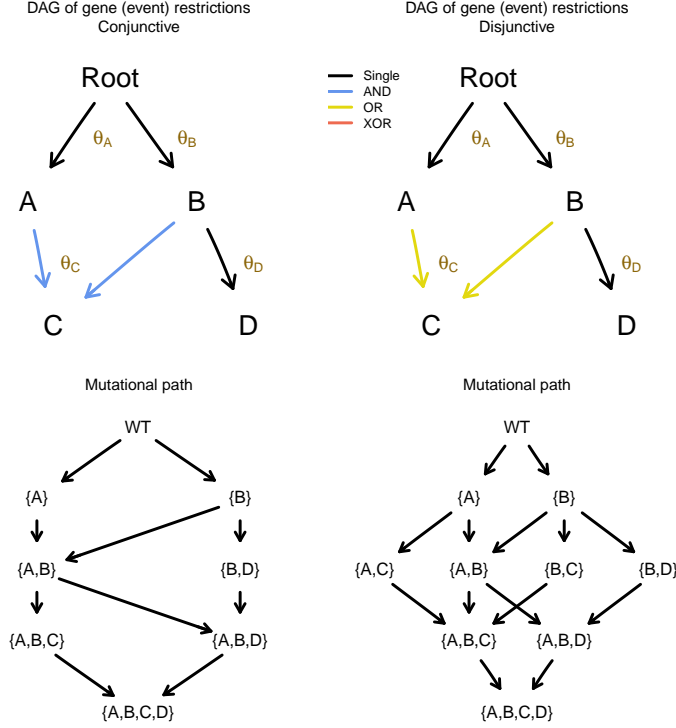 DAG of gene (event) restrictions
Conjunctive
Root
θA
θB
A
B
θC
θD
C
D
DAG of gene (event) restrictions
Disjunctive
Single
AND
OR
XOR
Root
θA
θB
A
B
θC
θD
C
D
Mutational path
WT
{A}
{B}
{A,B}
{B,D}
{A,B,C}
{A,B,D}
{A,B,C,D}
Mutational path
WT
{A}
{B}
{A,C}
{A,B}
{B,C}
{B,D}
{A,B,C}
{A,B,D}
{A,B,C,D}